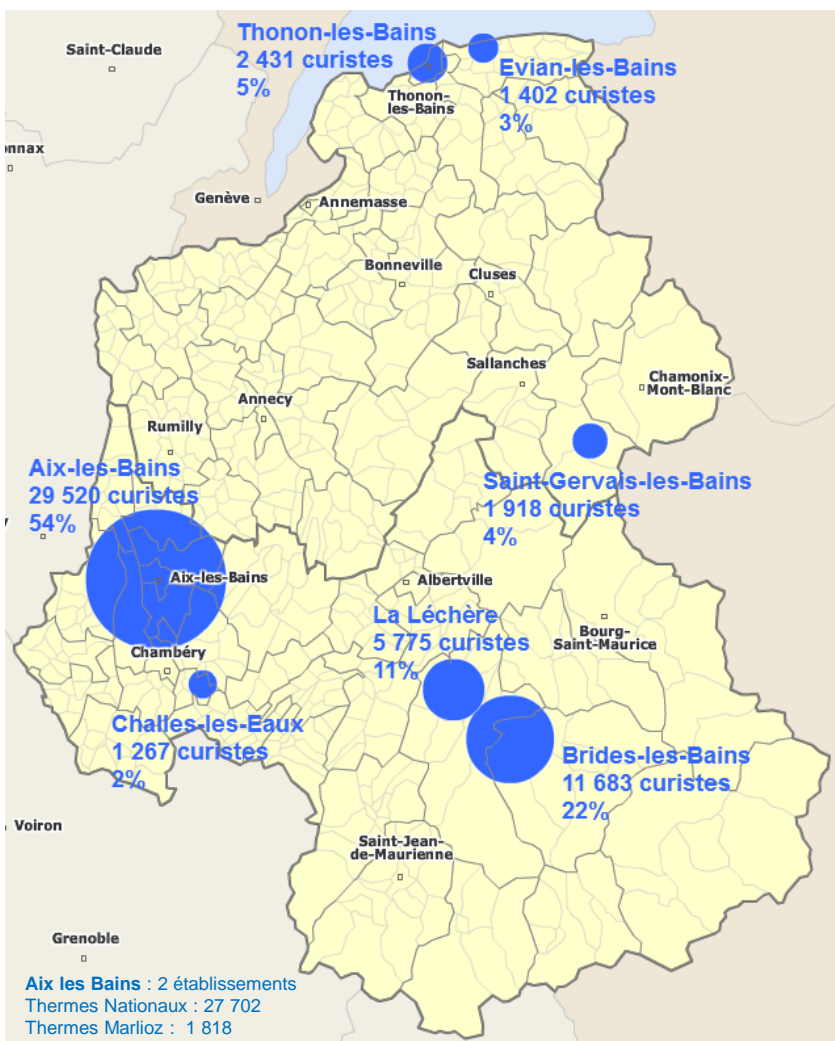 Thonon-les-Bains
2 431 curistes
5%
Saint-Claude
Evian-les-Bains
1 402 curistes
3%
Thonon-
les-Bains
nnax
Genève
Annemasse
Bonneville
Cluses
Sallanches
Chamonix-
Mont-Blanc
Annecy
Rumilly
Aix-les-Bains
29 520 curistes
54%
Saint-Gervais-les-Bains
1 918 curistes
4%
Aix-les-Bains
Albertville
La Léchère
5 775 curistes
11%
Bourg-
Saint-Maurice
Chambéry
Challes-les-Eaux
1 267 curistes
2%
Brides-les-Bains
11 683 curistes
22%
Voiron
Saint-Jean-
de-Maurienne
Grenoble
Aix les Bains : 2 établissements
Thermes Nationaux : 27 702
Thermes Marlioz : 1 818